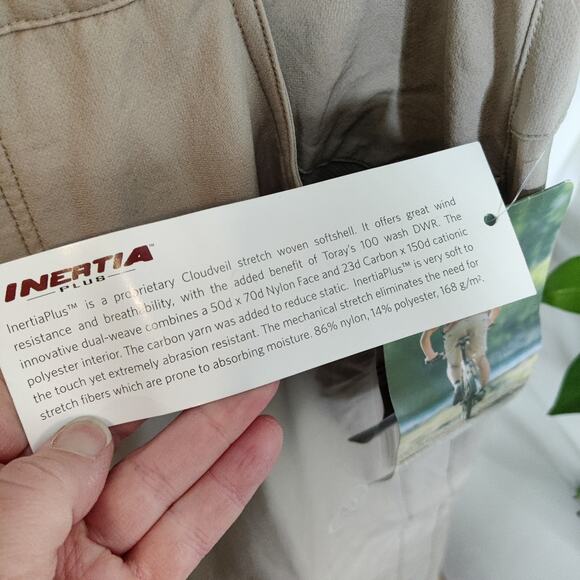 INERTIA™
PLUS
InertiaPlus™ is a proprietary Cloudveil stretch woven softshell. It offers great wind
resistance and breathability, with the added benefit of Toray's 100 wash DWR. The
innovative dual-weave combines a 50d x 70d Nylon Face and 23d Carbon x 150d cationic
polyester interior. The carbon yarn was added to reduce static. InertiaPlus™ is very soft to
the touch yet extremely abrasion resistant. The mechanical stretch eliminates the need for
stretch fibers which are prone to absorbing moisture. 86% nylon, 14% polyester, 168 g/m².